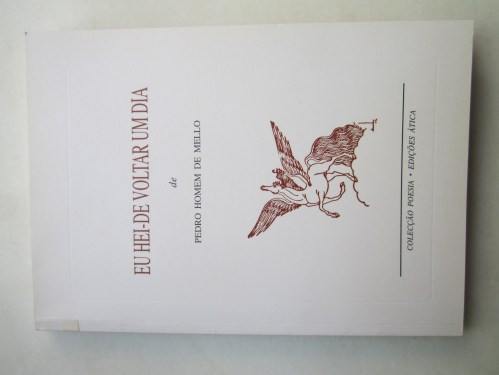 EU HEI-DE VOLTAR UM DIA
de
PEDRO HOMEM DE MELLO
COLECÇÃO POESIA • EDIÇÕES ÁTICA